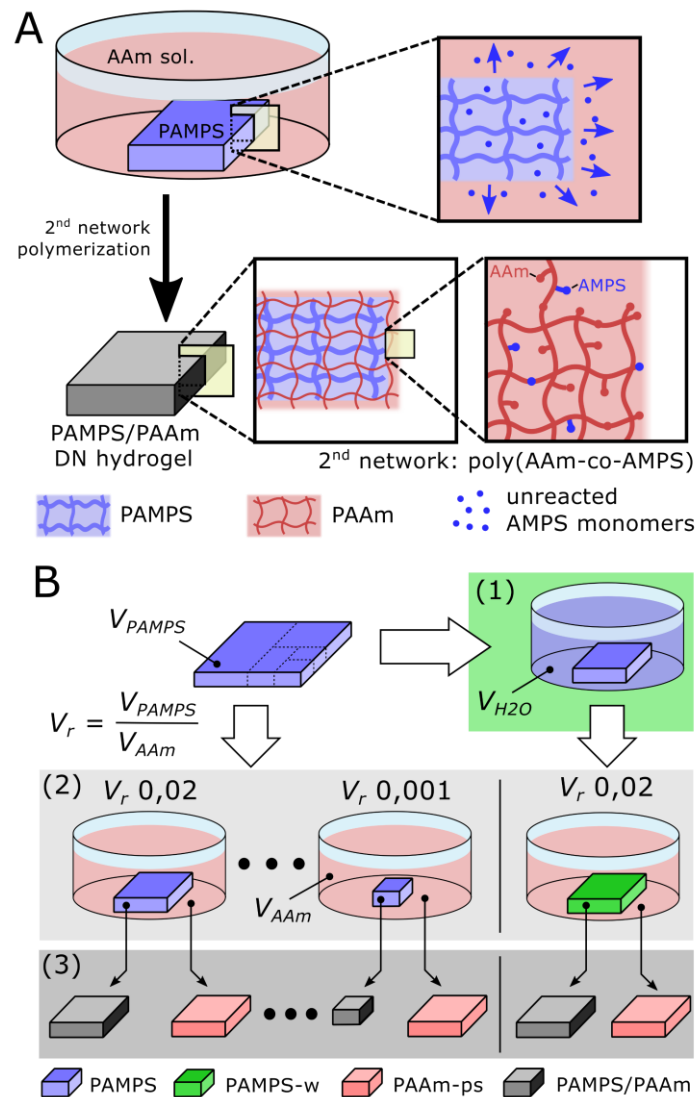 A
AAm sol.
PAMPS
2nd network
polymerization
AAm
AMPS
PAMPS/PAAm
DN hydrogel
2nd network: poly(AAm-co-AMPS)
PAMPS
PAAm
unreacted
AMPS monomers
B
VPAMPS
(1)
VH2O
Vr = VPAMPS
VAAm
(2)
Vr 0,02
Vr 0,001
Vr 0,02
VAAm
(3)
PAMPS
PAMPS-w
PAAm-ps
PAMPS/PAAm